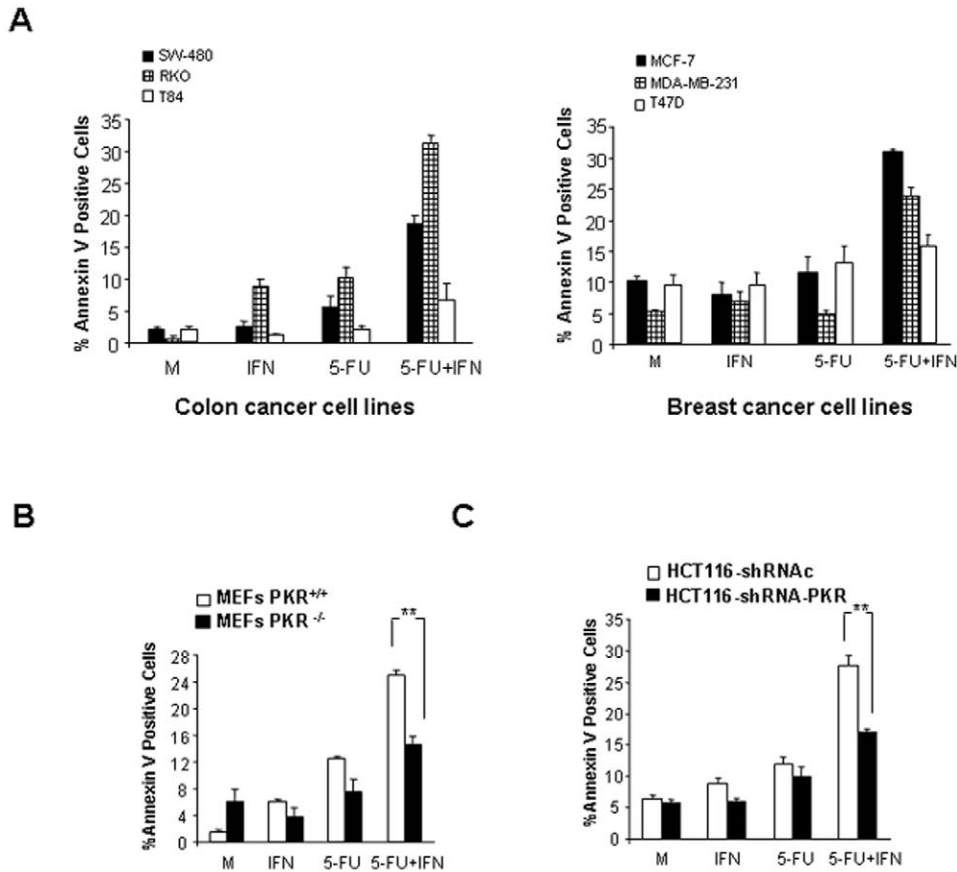 A
SW-480
RKO
T84
% Annexin V Positive Cells
35
30
25
20
15
10
5
0
M IFN 5-FU 5-FU+IFN
Colon cancer cell lines
MCF-7
MDA-MB-231
T47D
% Annexin V Positive Cells
35
30
25
20
15
10
5
0
M IFN 5-FU 5-FU+IFN
Breast cancer cell lines
B
MEFs PKR+/+
MEFs PKR -/-
**
%Annexin V Positive Cells
28
24
16
16
12
8
4
0
M IFN 5-FU 5-FU+IFN
C
HCT116-shRNAc
HCT116-shRNA-PKR
**
%Annexin V Positive Cells
35
30
25
20
10
5
0
M IFN 5-FU 5-FU+IFN